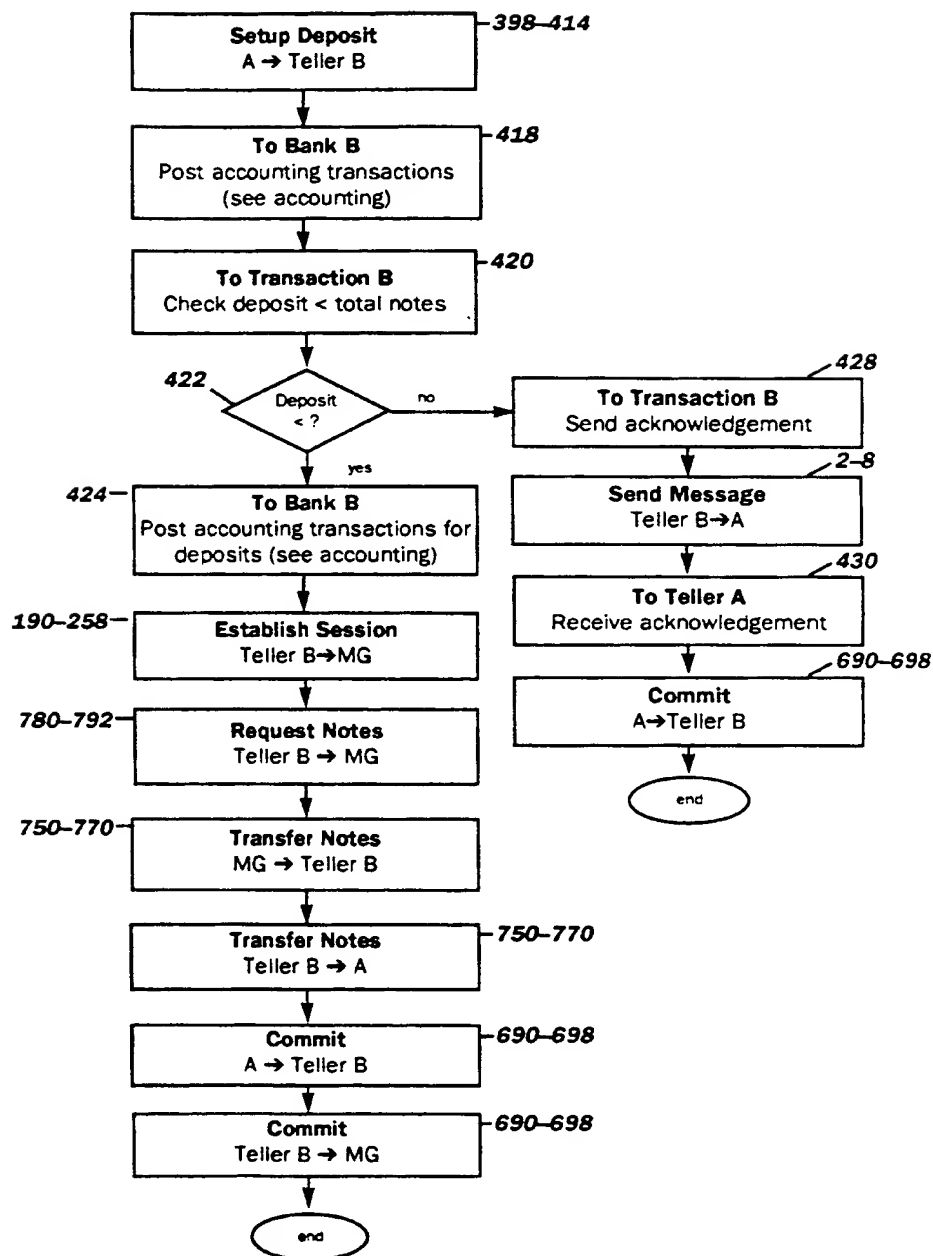 Setup Deposit
A → Teller B
398–414
To Bank B
Post accounting transactions
(see accounting)
418
To Transaction B
Check deposit < total notes
420
422
Deposit
< ?
no
yes
428
To Transaction B
Send acknowledgement
2–8
Send Message
Teller B→A
430
To Teller A
Receive acknowledgement
690–698
Commit
A→Teller B
end
424
To Bank B
Post accounting transactions for
deposits (see accounting)
190–258
Establish Session
Teller B→MG
780–792
Request Notes
Teller B → MG
750–770
Transfer Notes
MG → Teller B
Transfer Notes
Teller B → A
750–770
Commit
A → Teller B
690–698
Commit
Teller B → MG
690–698
end